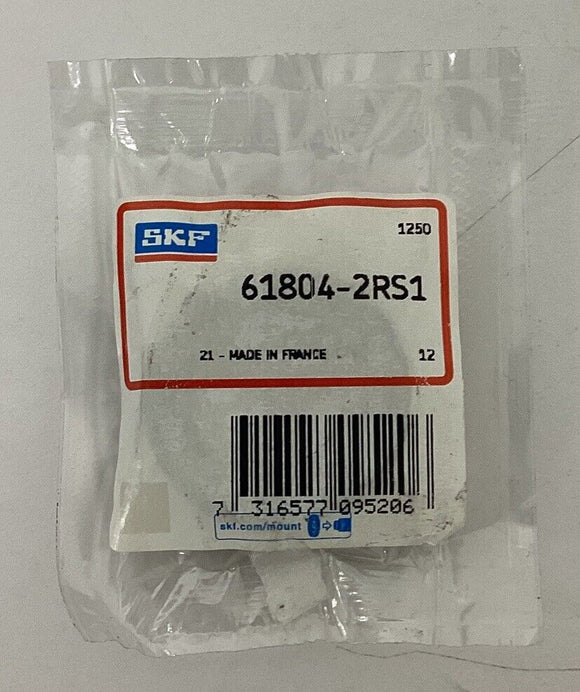 SKF
1250
61804-2RS1
21 - MADE IN FRANCE
12
7 316577 095206
skf.com/mount